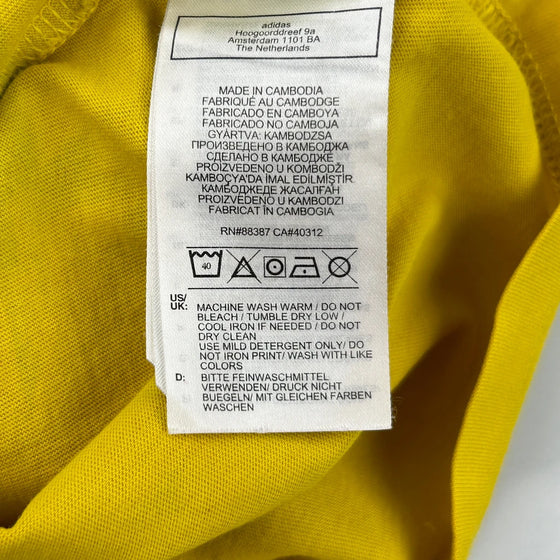 adidas
Hoogoorddreef 9a
Amsterdam 1101 BA
The Netherlands
MADE IN CAMBODIA
FABRIQUÉ AU CAMBODGE
FABRICADO EN CAMBOYA
FABRICADO NO CAMBOJA
GYÁRTVA: KAMBODZSA
ПРОИЗВЕДЕНО В КАМБОДЖА
СДЕЛАНО В КАМБОДЖЕ
PROIZVEDENO U KOMBODŽI
KAMBOÇYA'DA İMAL EDİLMİŞTİR
КАМБОДЖЕДЕ ЖАСАЛҒАН
PROIZVEDENO U KOMBODZI
FABRICAT ÎN CAMBOGIA
RN#88387 CA#40312
40
US/
UK: MACHINE WASH WARM / DO NOT
BLEACH / TUMBLE DRY LOW /
COOL IRON IF NEEDED / DO NOT
DRY CLEAN
USE MILD DETERGENT ONLY/ DO
NOT IRON PRINT/ WASH WITH LIKE
COLORS
D: BITTE FEINWASCHMITTEL
VERWENDEN/ DRUCK NICHT
BUEGELN/ MIT GLEICHEN FARBEN
WASCHEN